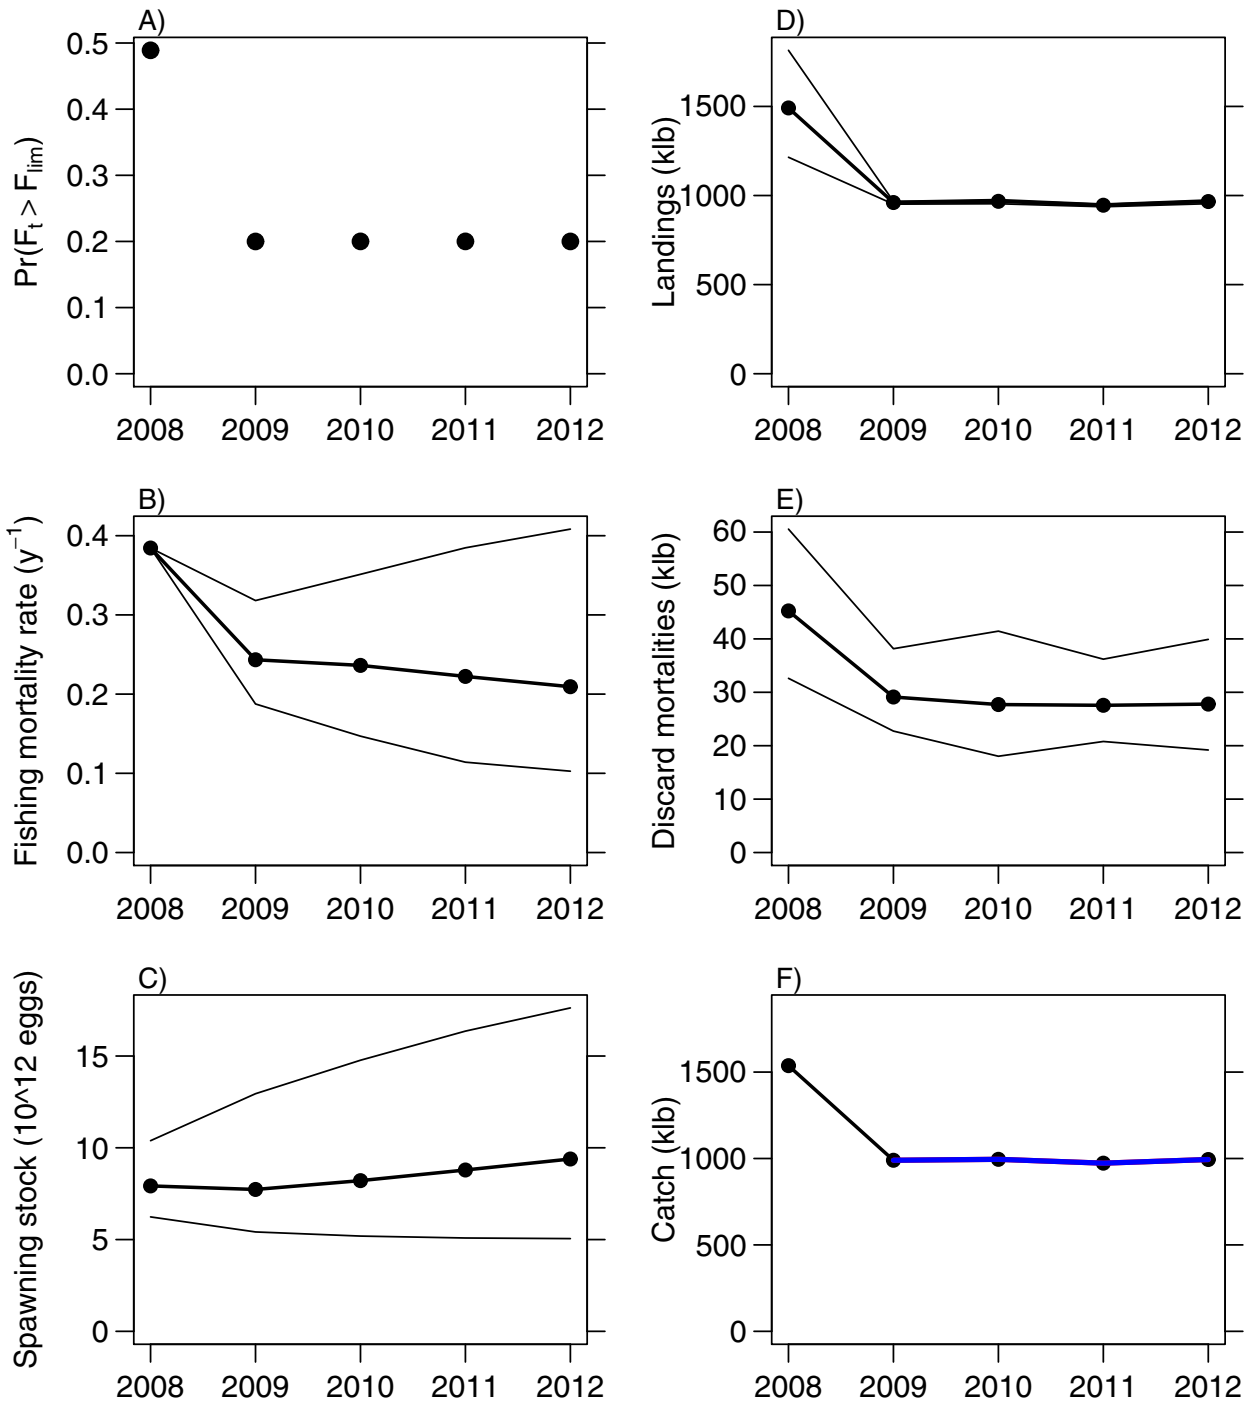 A)
Pr(Fₜ > Fₗᵢₘ)
0.5
0.4
0.3
0.2
0.1
0.0
2008 2009 2010 2011 2012
D)
Landings (klb)
1500
1000
500
0
2008 2009 2010 2011 2012
B)
Fishing mortality rate (y⁻¹)
0.4
0.3
0.2
0.1
0.0
2008 2009 2010 2011 2012
E)
Discard mortalities (klb)
60
50
40
30
20
10
0
2008 2009 2010 2011 2012
C)
Spawning stock (10^12 eggs)
15
10
5
0
2008 2009 2010 2011 2012
F)
Catch (klb)
1500
1000
500
0
2008 2009 2010 2011 2012